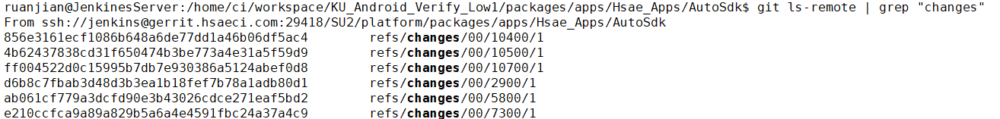 ruanjian@JenkinesServer:/home/ci/workspace/KU_Android_Verify_Low1/packages/apps/Hsae_Apps/AutoSdk$ git ls-remote | grep "changes"
From ssh://jenkins@gerrit.hsaeci.com:29418/SU2/platform/packages/apps/Hsae_Apps/AutoSdk
856e3161ecf1086b648a6de77dd1a46b06df5ac4 refs/changes/00/10400/1
4b62437838cd31f650474b3be773a4e31a5f59d9 refs/changes/00/10500/1
ff004522d0c15995b7db7e930386a5124abef0d8 refs/changes/00/10700/1
d6b8c7fbab3d48d3b3ea1b18fef7b78a1adb80d1 refs/changes/00/2900/1
ab061cf779a3dcfd90e3b43026cdce271eaf5bd2 refs/changes/00/5800/1
e210ccfca9a89a829b5a6a4e4591fbc24a37a4c9 refs/changes/00/7300/1